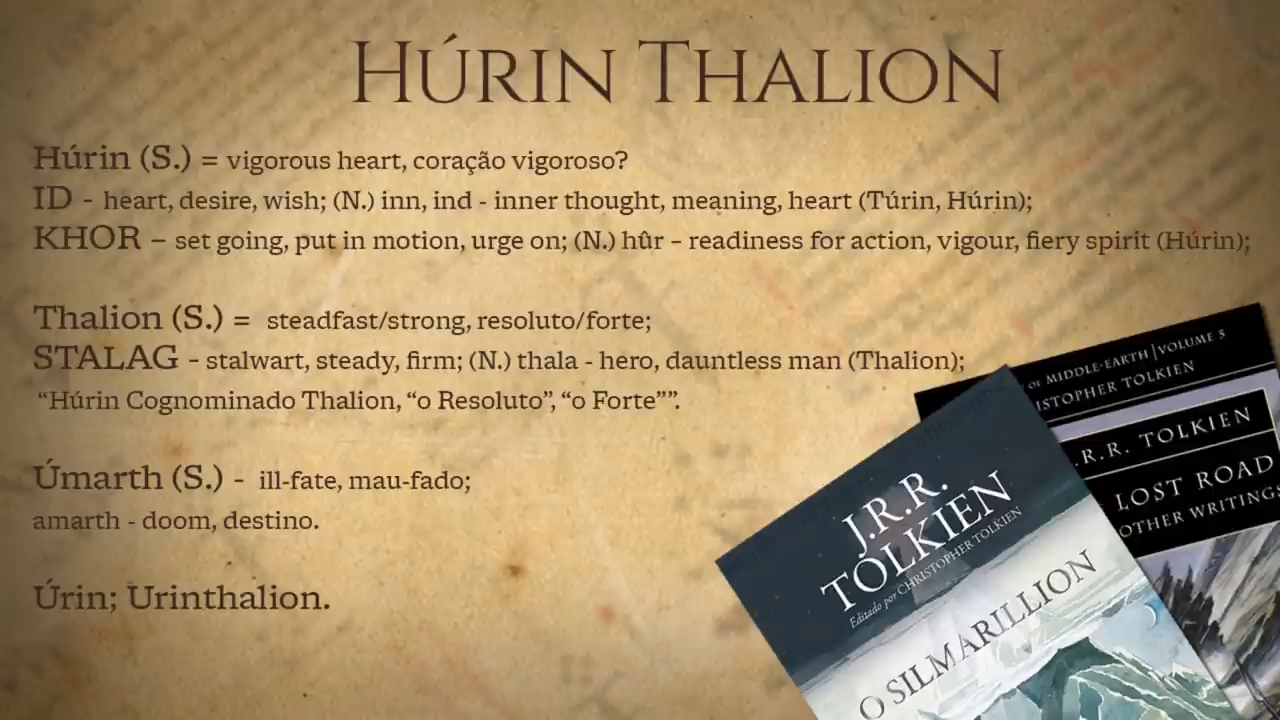 HÚRIN THALION
Húrin (S.) = vigorous heart, coração vigoroso?
ID - heart, desire, wish; (N.) inn, ind - inner thought, meaning, heart (Túrin, Húrin);
KHOR – set going, put in motion, urge on; (N.) hûr – readiness for action, vigour, fiery spirit (Húrin);
Thalion (S.) = steadfast/strong, resoluto/forte;
STALAG - stalwart, steady, firm; (N.) thala - hero, dauntless man (Thalion);
“Húrin Cognominado Thalion, “o Resoluto”, “o Forte””.
Úmarth (S.) - ill-fate, mau-fado;
amarth - doom, destino.
Úrin; Urinthalion.
OF MIDDLE-EARTH | VOLUME 5
ISTOPHER TOLKIEN
.R.R. TOLKIEN
LOST ROAD
OTHER WRITINGS
J.R.R.
TOLKIEN
Editado por CHRISTOPHER TOLKIEN
O SILMARILLION